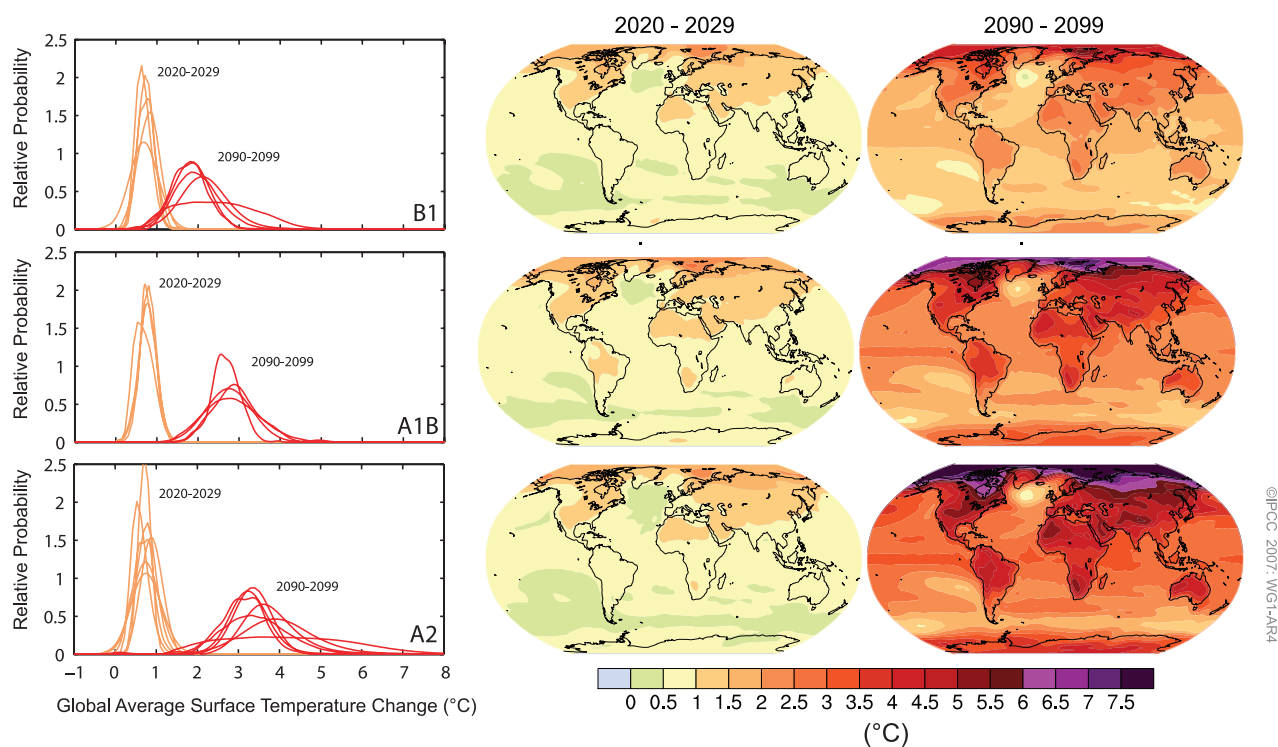 2020 - 2029
2090 - 2099
2.5
2
1.5
1
0.5
0
Relative Probability
2020-2029
2090-2099
B1
2.5
2
1.5
1
0.5
0
Relative Probability
2020-2029
2090-2099
A1B
2.5
2
1.5
1
0.5
0
Relative Probability
2020-2029
2090-2099
A2
−1 0 1 2 3 4 5 6 7 8
Global Average Surface Temperature Change (°C)
0 0.5 1 1.5 2 2.5 3 3.5 4 4.5 5 5.5 6 6.5 7 7.5
(°C)
©IPCC 2007: WG1-AR4